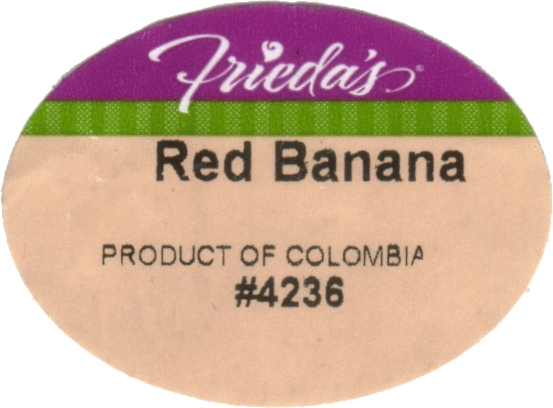 Frieda's®
Red Banana
PRODUCT OF COLOMBIA
#4236